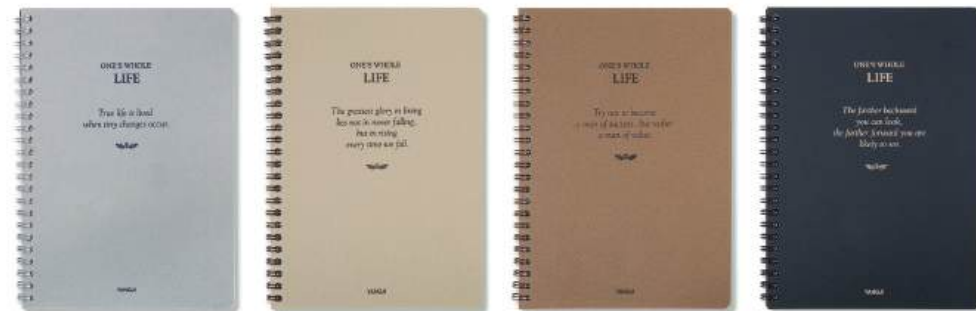 ONE'S WHOLE
LIFE
True life is lived
when tiny changes occur.
ONE'S WHOLE
LIFE
The greatest glory in living
lies not in never falling,
but in rising
every time we fall.
ONE'S WHOLE
LIFE
Try not to become
a man of success, but rather
a man of value.
ONE'S WHOLE
LIFE
The farther backward
you can look,
the farther forward you are
likely to see.